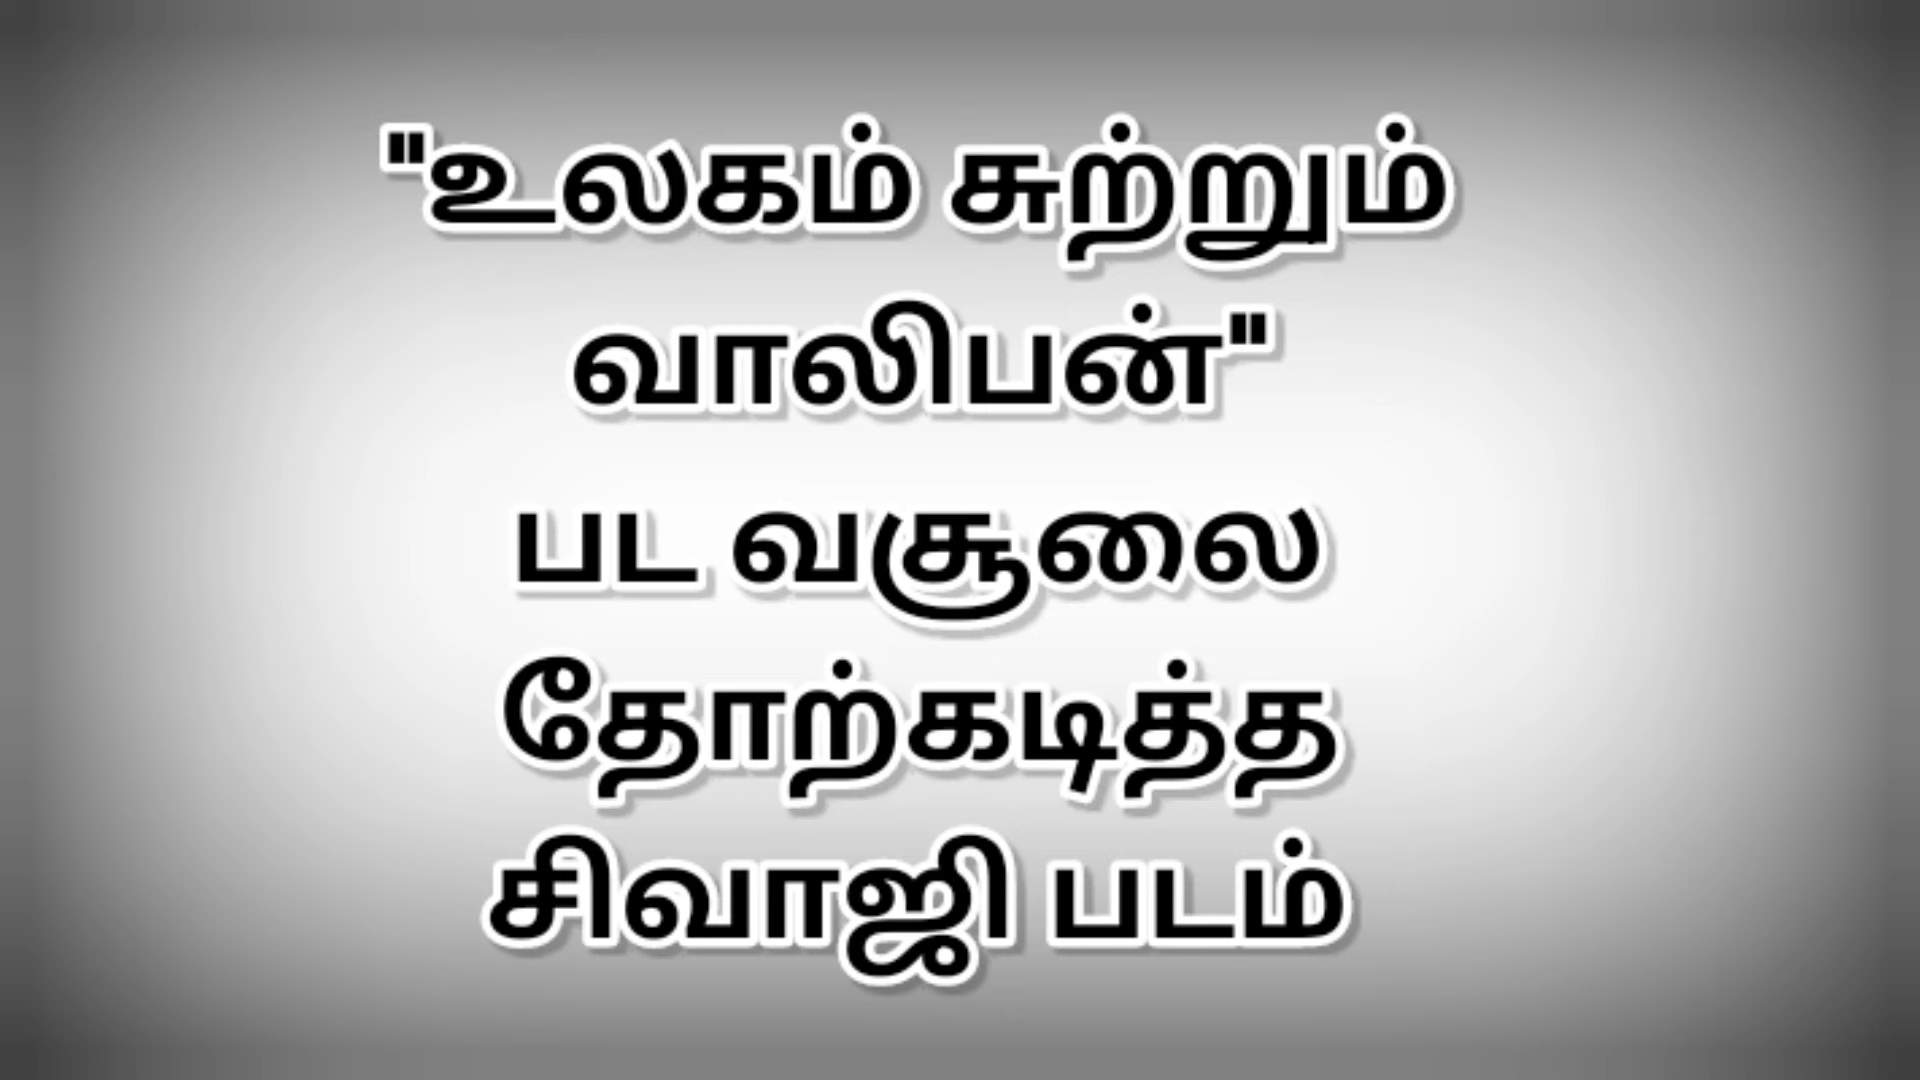 "உலகம் சுற்றும்
வாலிபன்"
பட வசூலை
தோற்கடித்த
சிவாஜி படம்